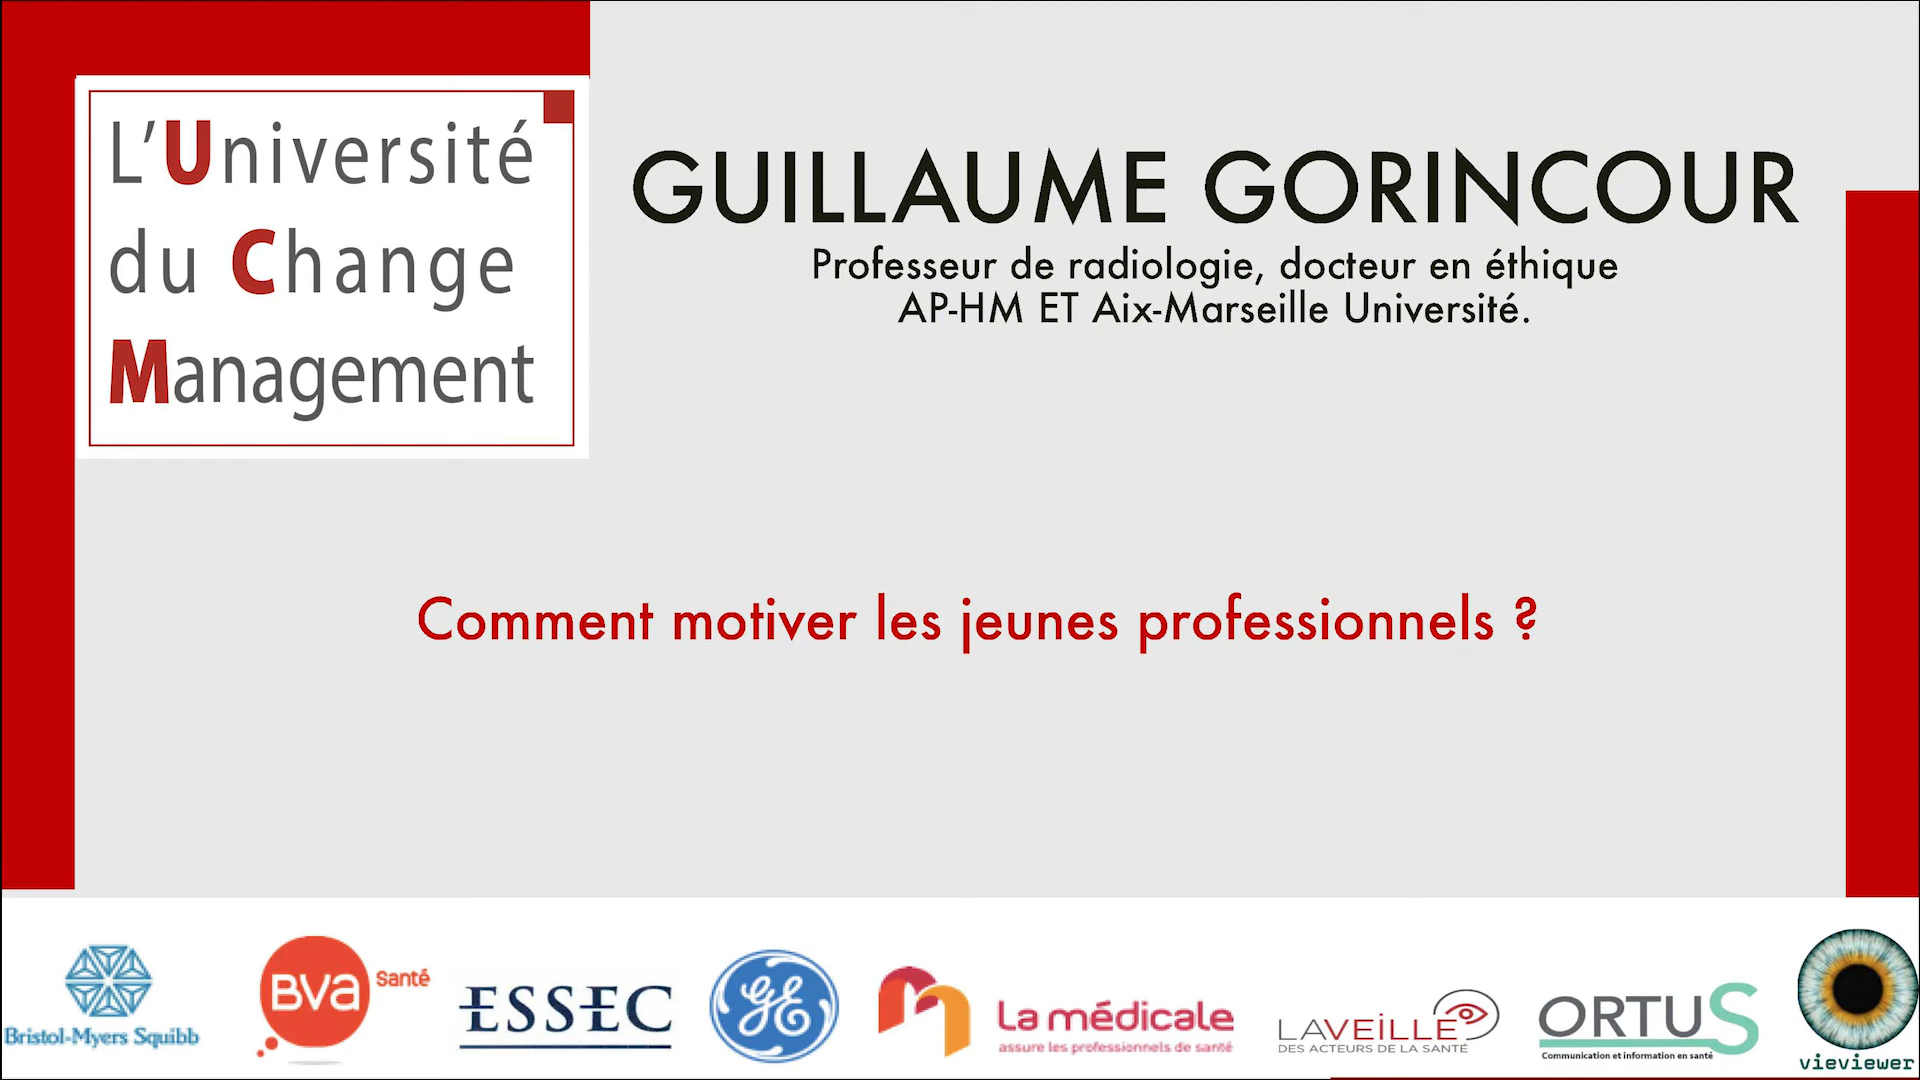 L'Université
du Change
Management
GUILLAUME GORINCOUR
Professeur de radiologie, docteur en éthique
AP-HM ET Aix-Marseille Université.
Comment motiver les jeunes professionnels ?
Bristol-Myers Squibb
BVa Santé
ESSEC
GE
La médicale
assure les professionnels de santé
LAVEILLE
DES ACTEURS DE LA SANTÉ
ORTUS
Communication et information en santé
vieviewer